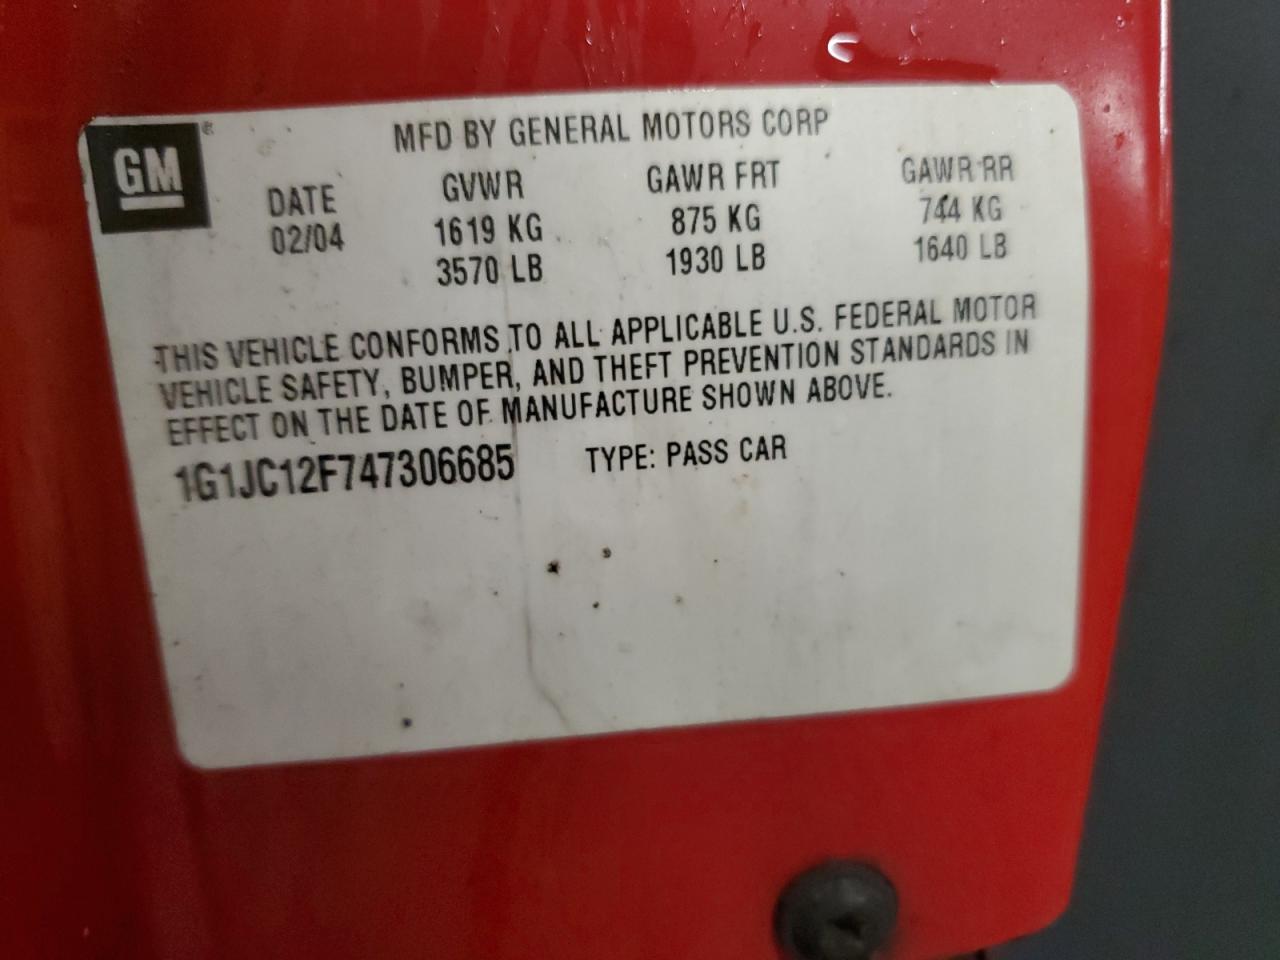 GM
MFD BY GENERAL MOTORS CORP
DATE GVWR GAWR FRT GAWR RR
02/04 1619 KG 875 KG 744 KG
3570 LB 1930 LB 1640 LB
THIS VEHICLE CONFORMS TO ALL APPLICABLE U.S. FEDERAL MOTOR
VEHICLE SAFETY, BUMPER, AND THEFT PREVENTION STANDARDS IN
EFFECT ON THE DATE OF MANUFACTURE SHOWN ABOVE.
1G1JC12F747306685 TYPE: PASS CAR